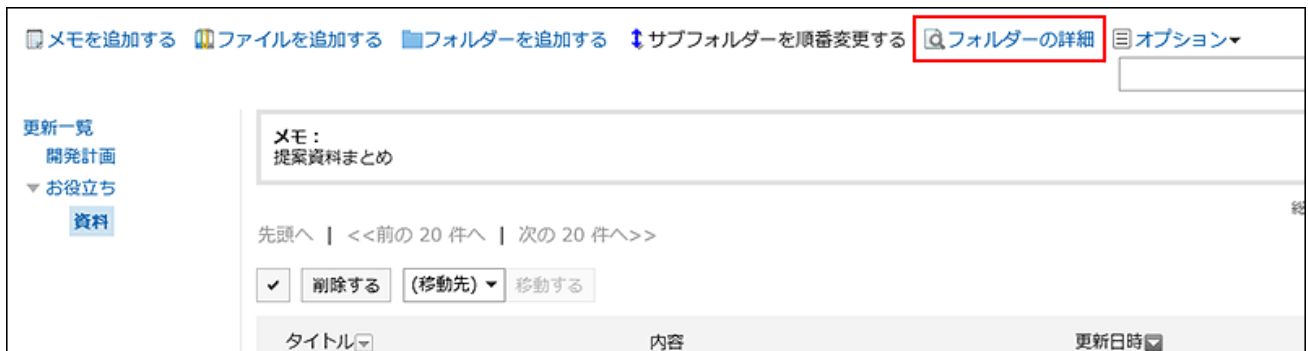 メモを追加する ファイルを追加する フォルダーを追加する サブフォルダーを順番変更する フォルダーの詳細 オプション
更新一覧
開発計画
お役立ち
資料
メモ：
提案資料まとめ
総
先頭へ | <<前の 20 件へ | 次の 20 件へ>>
削除する (移動先) 移動する
タイトル 内容 更新日時